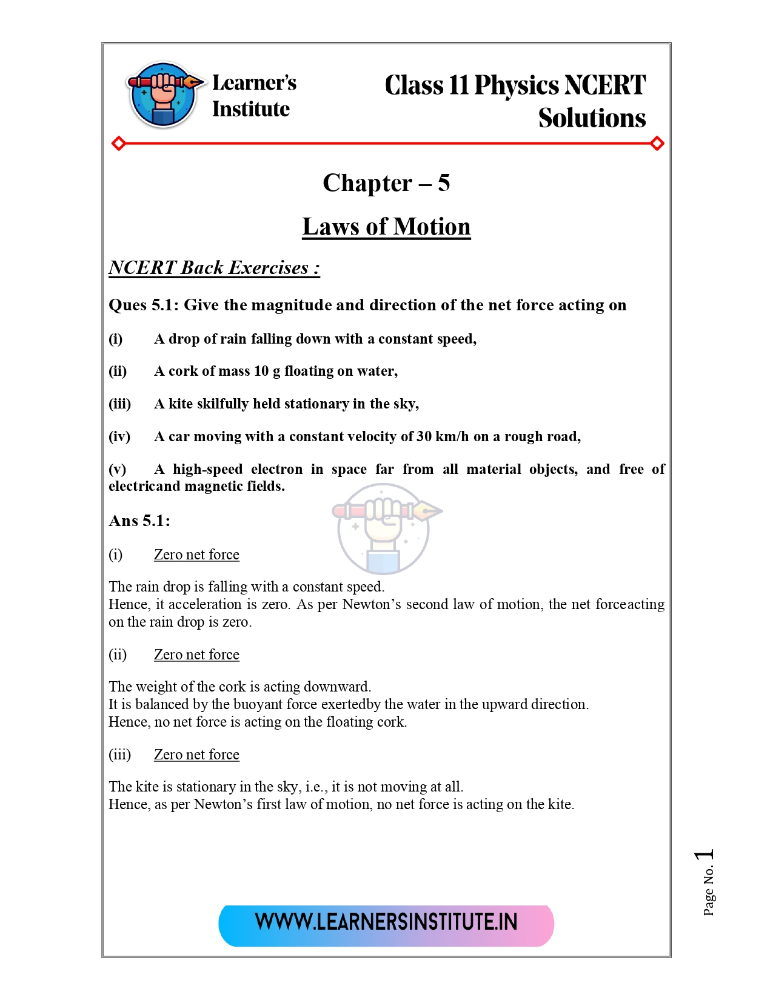 Learner's
Institute
Class 11 Physics NCERT
Solutions
Chapter – 5
Laws of Motion
NCERT Back Exercises :
Ques 5.1: Give the magnitude and direction of the net force acting on
(i) A drop of rain falling down with a constant speed,
(ii) A cork of mass 10 g floating on water,
(iii) A kite skilfully held stationary in the sky,
(iv) A car moving with a constant velocity of 30 km/h on a rough road,
(v) A high-speed electron in space far from all material objects, and free of
electricand magnetic fields.
Ans 5.1:
(i) Zero net force
The rain drop is falling with a constant speed.
Hence, it acceleration is zero. As per Newton’s second law of motion, the net forceacting
on the rain drop is zero.
(ii) Zero net force
The weight of the cork is acting downward.
It is balanced by the buoyant force exertedby the water in the upward direction.
Hence, no net force is acting on the floating cork.
(iii) Zero net force
The kite is stationary in the sky, i.e., it is not moving at all.
Hence, as per Newton’s first law of motion, no net force is acting on the kite.
Page No. 1
WWW.LEARNERSINSTITUTE.IN